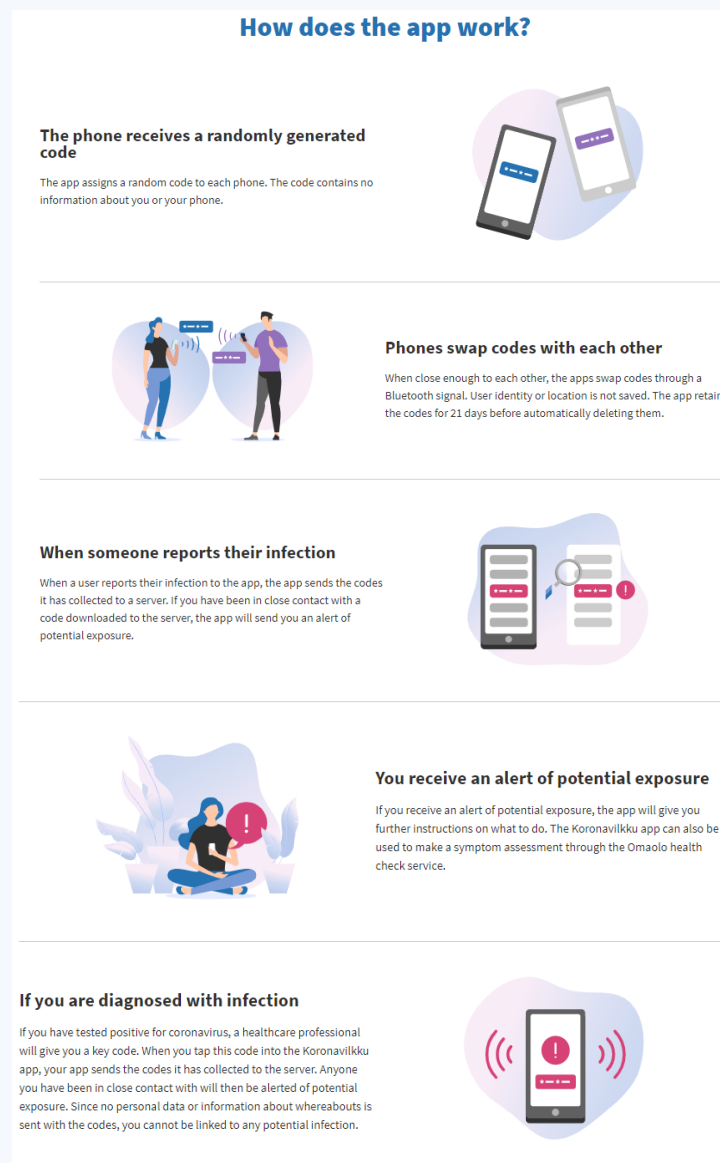 How does the app work?
The phone receives a randomly generated
code
The app assigns a random code to each phone. The code contains no
information about you or your phone.
Phones swap codes with each other
When close enough to each other, the apps swap codes through a
Bluetooth signal. User identity or location is not saved. The app retain
the codes for 21 days before automatically deleting them.
When someone reports their infection
When a user reports their infection to the app, the app sends the codes
it has collected to a server. If you have been in close contact with a
code downloaded to the server, the app will send you an alert of
potential exposure.
You receive an alert of potential exposure
If you receive an alert of potential exposure, the app will give you
further instructions on what to do. The Koronavilkku app can also be
used to make a symptom assessment through the Omaolo health
check service.
If you are diagnosed with infection
If you have tested positive for coronavirus, a healthcare professional
will give you a key code. When you tap this code into the Koronavilkku
app, your app sends the codes it has collected to the server. Anyone
you have been in close contact with will then be alerted of potential
exposure. Since no personal data or information about whereabouts is
sent with the codes, you cannot be linked to any potential infection.